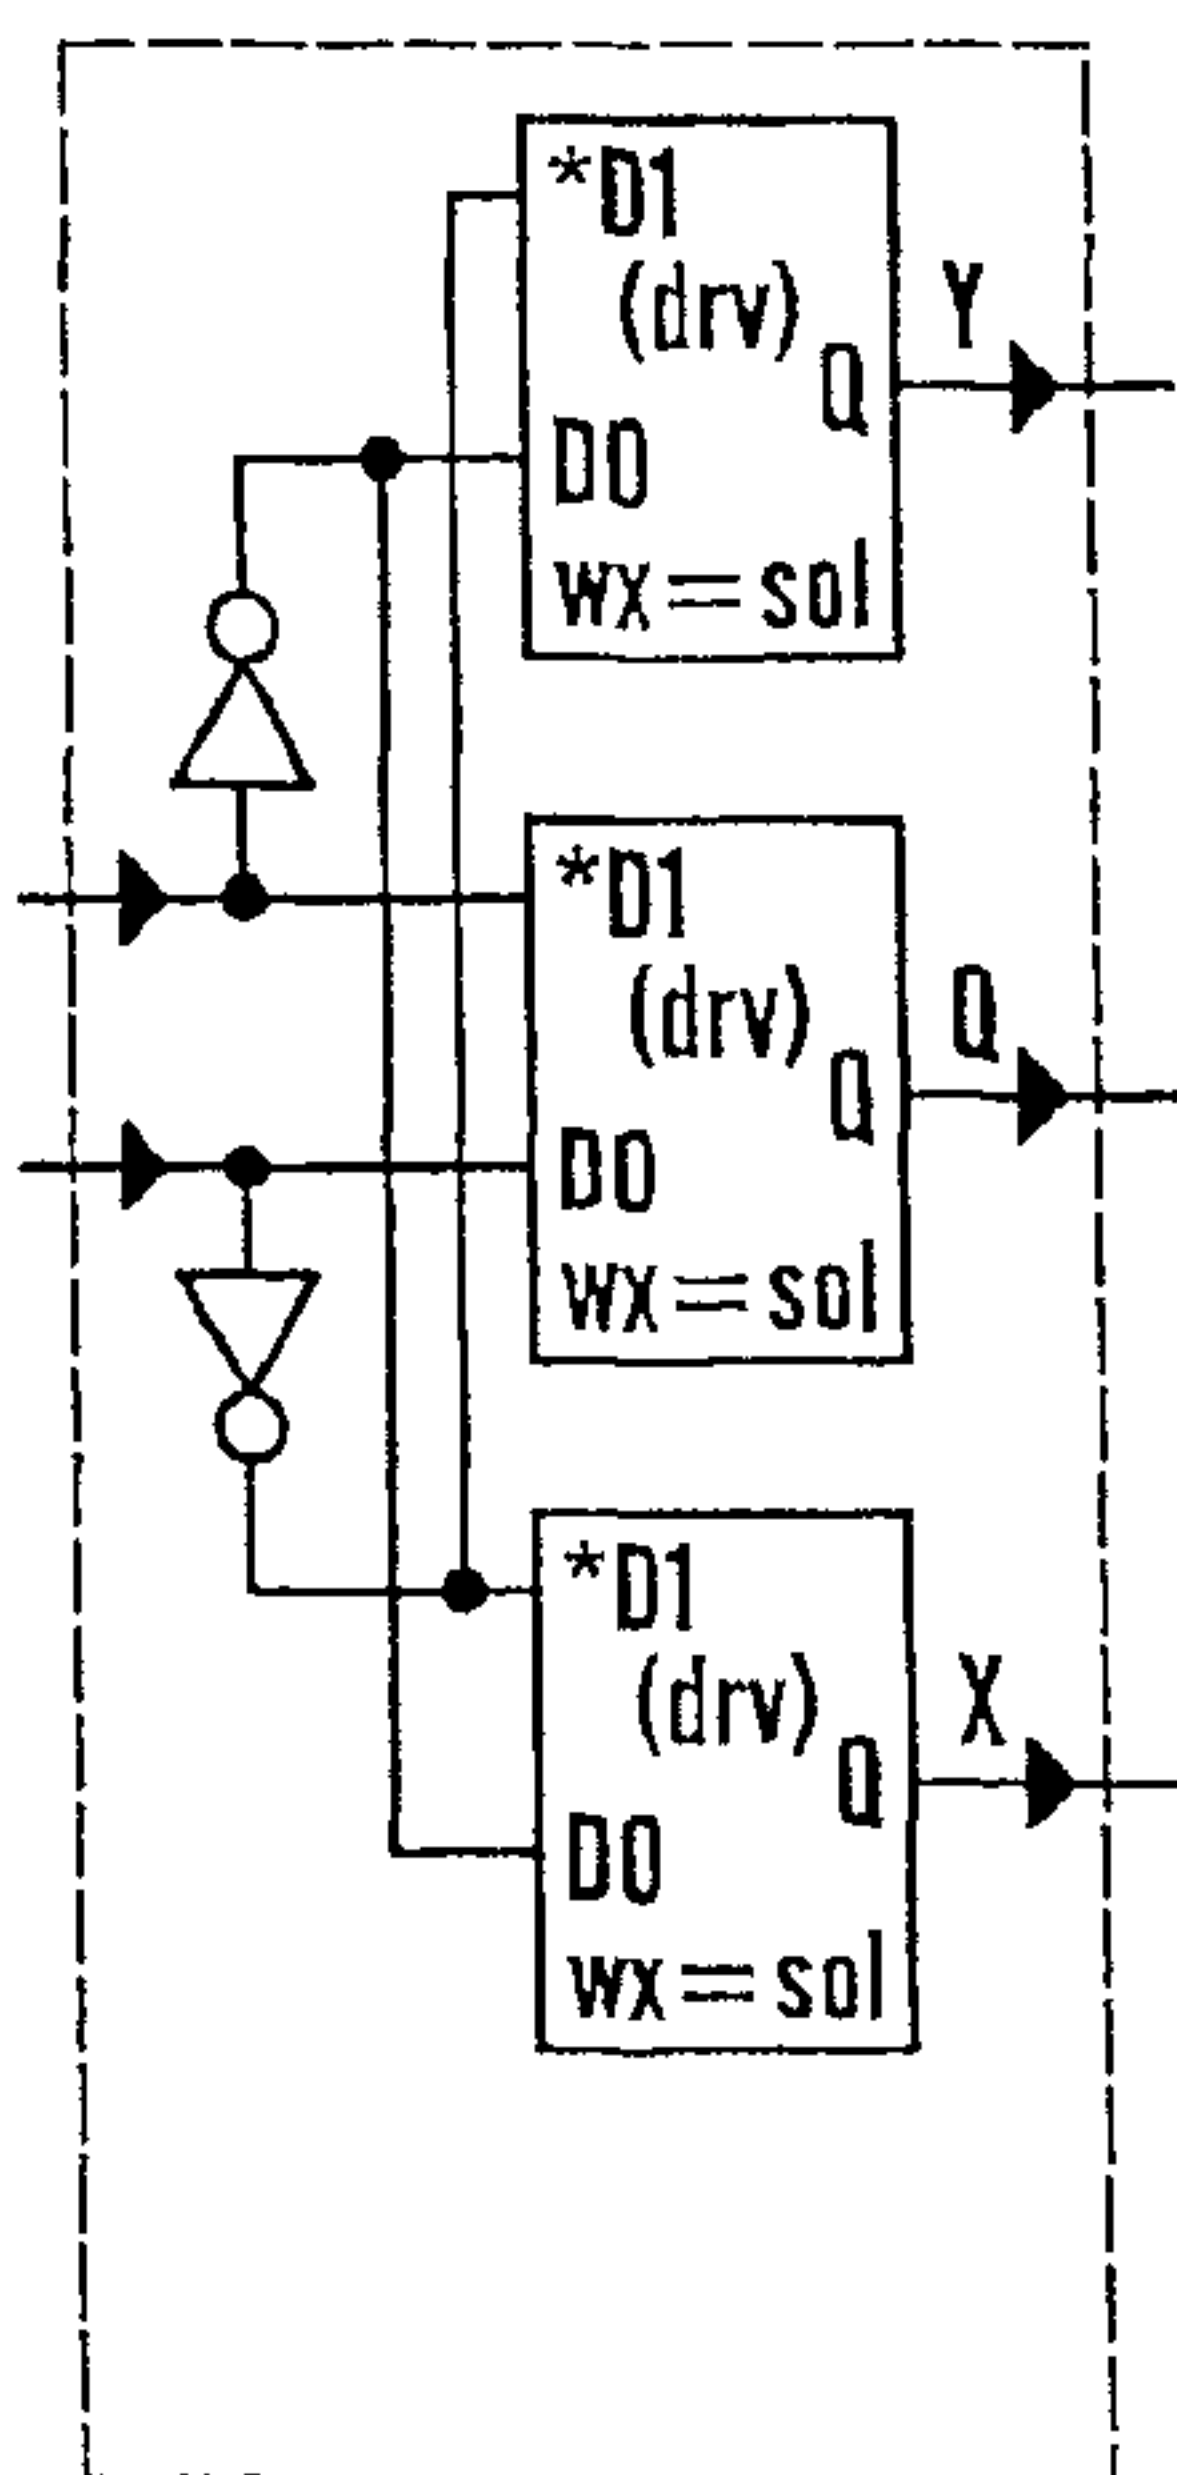 *D1
(drv)
Q
Y
D0
wx=sol
*D1
(drv)
Q
Q
D0
wx=sol
*D1
(drv)
Q
X
D0
wx=sol